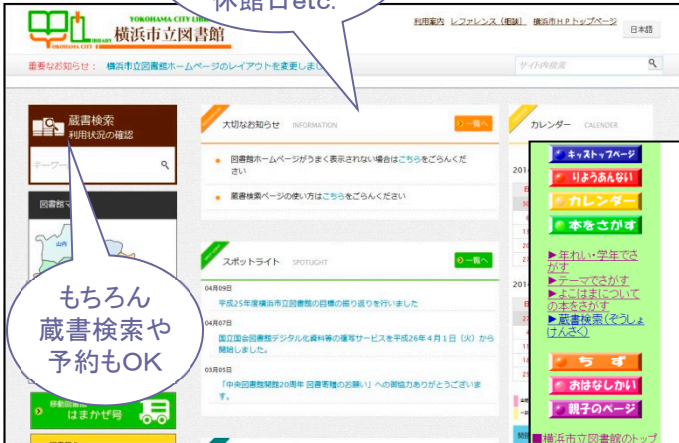 休館日etc.
YOKOHAMA CITY
横浜市立図書館
YOKOHAMA CITY
利用案内 レファレンス(相談) 横浜市HPトップページ
日本語
重要なお知らせ: 横浜市立図書館ホームページのレイアウトを変更しまし
サイト内検索
蔵書検索
利用状況の確認
キーワー
図書館マ
山内
もちろん
蔵書検索や
予約もOK
移動図書館
はまかぜ号
大切なお知らせ INFORMATION
一覧へ
図書館ホームページがうまく表示されない場合はこちらをごらんくだ
さい
蔵書検索ページの使い方はこちらをごらんください
スポットライト SPOTLIGHT
一覧へ
04月09日
平成25年度横浜市立図書館の目標の振り返りを行いました
04月07日
国立国会図書館デジタル化資料等の複写サービスを平成26年4月1日(火)から
開始しました。
03月05日
「中央図書館開館20周年 図書寄贈のお願い」への御協力ありがとうございま
す。
カレンダー CALENDER
201
201
キッズトップページ
りようあんない
カレンダー
本をさがす
▶年れい・学年でさ
がす
▶テーマでさがす
▶よこはまについて
の本をさがす
▶蔵書検索(ぞうしょ
けんさく)
ちず
おはなしかい
親子のページ
■横浜市立図書館のトップ